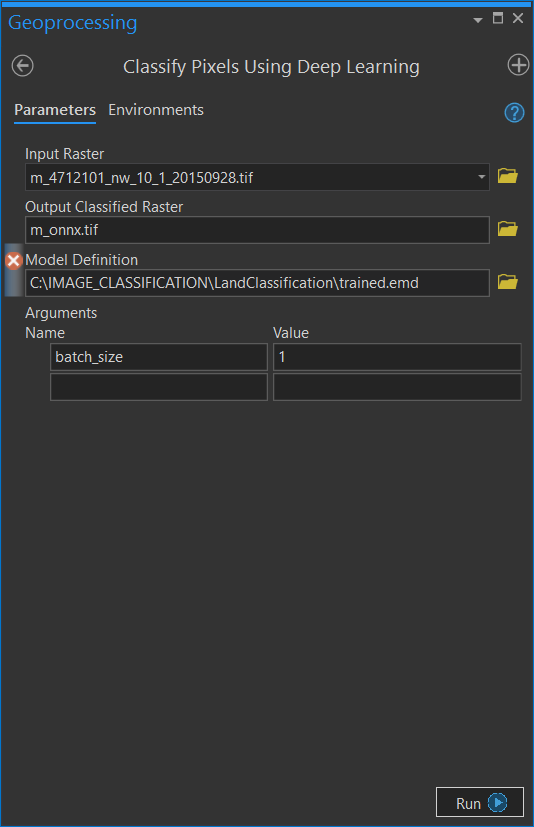 Geoprocessing
Classify Pixels Using Deep Learning
Parameters Environments
Input Raster
m_4712101_nw_10_1_20150928.tif
Output Classified Raster
m_onnx.tif
Model Definition
C:\IMAGE_CLASSIFICATION\LandClassification\trained.emd
Arguments
Name Value
batch_size 1
Run